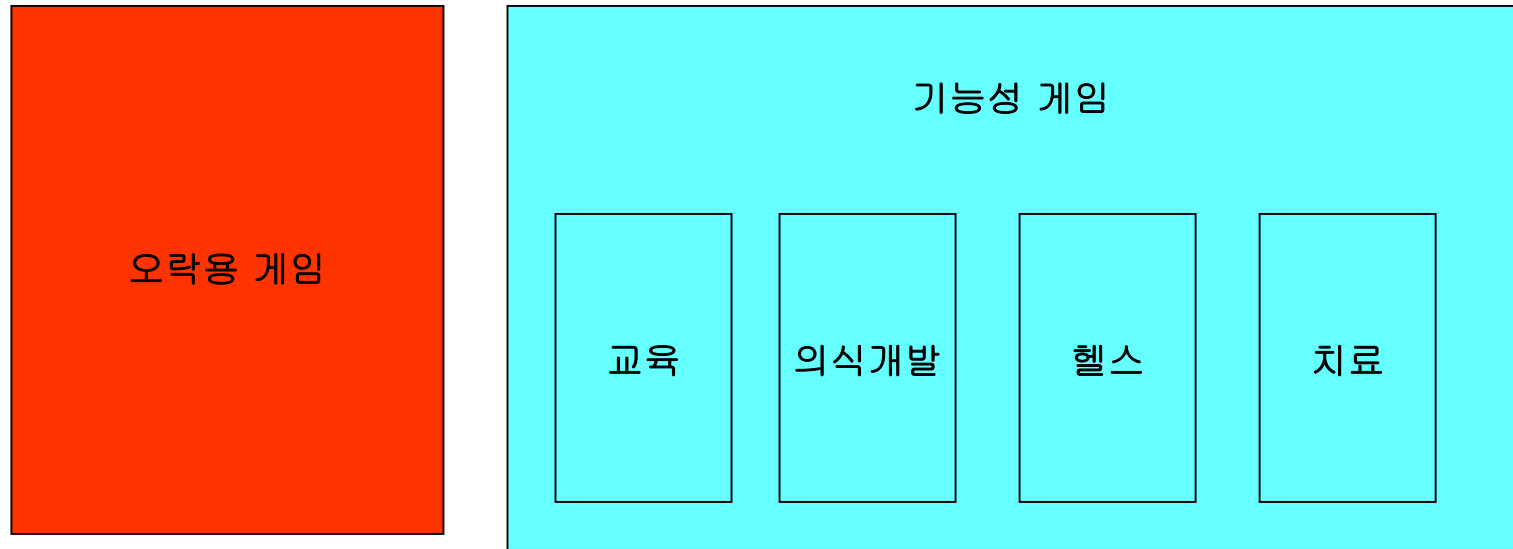 오락용 게임
기능성 게임
교육
의식개발
헬스
치료